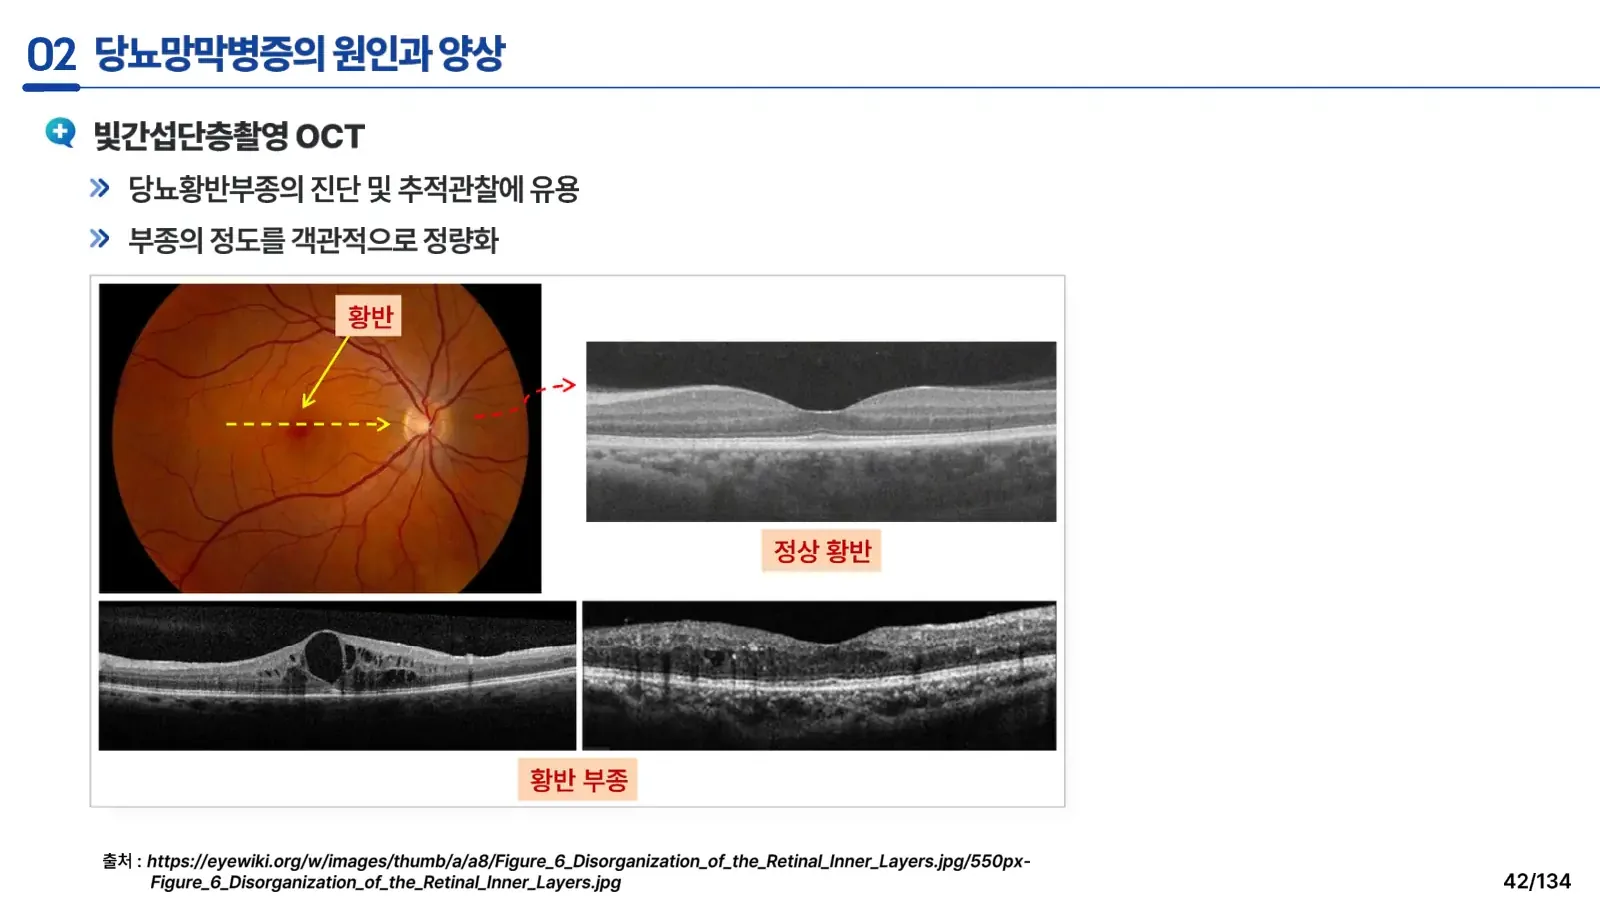 02 당뇨망막병증의 원인과 양상
빛간섭단층촬영 OCT
당뇨황반부종의 진단 및 추적관찰에 유용
부종의 정도를 객관적으로 정량화
황반
정상 황반
황반 부종
출처 : https://eyewiki.org/w/images/thumb/a/a8/Figure_6_Disorganization_of_the_Retinal_Inner_Layers.jpg/550px-
Figure_6_Disorganization_of_the_Retinal_Inner_Layers.jpg
42/134